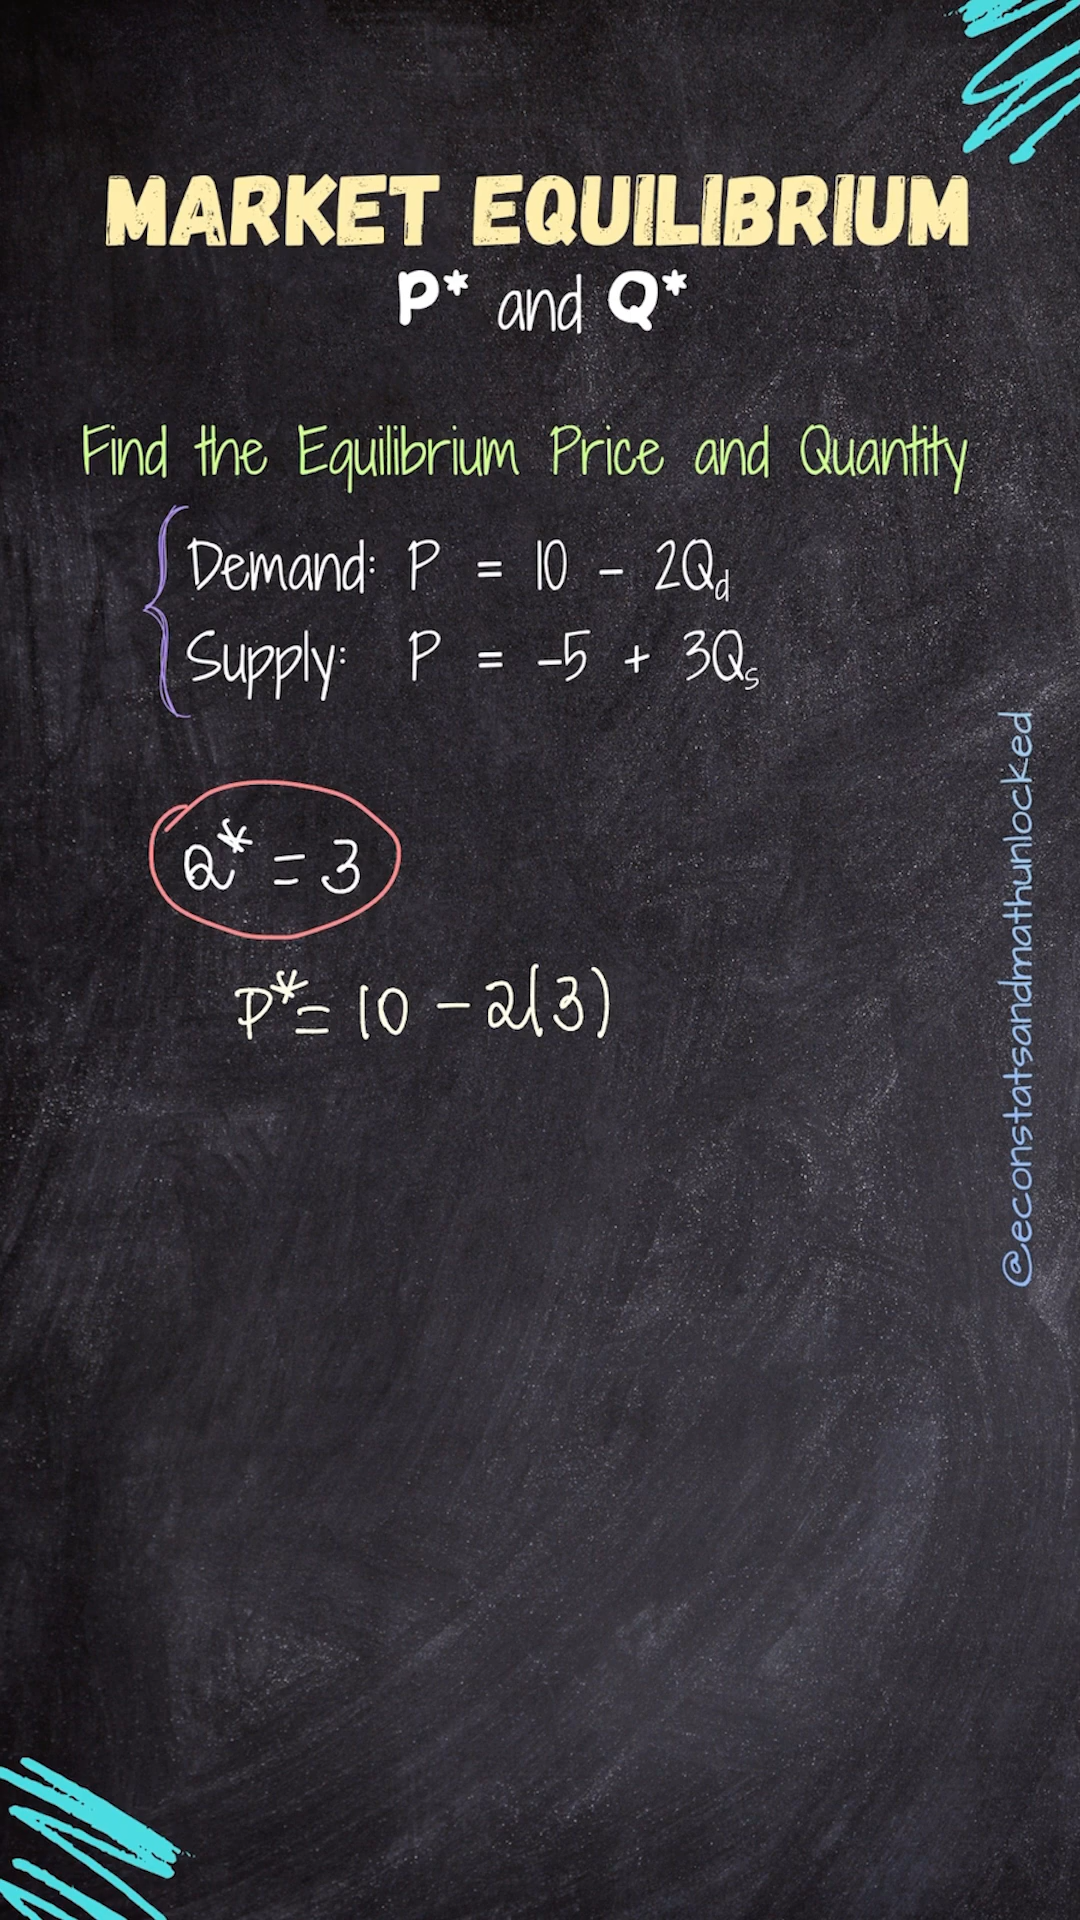 MARKET EQUILIBRIUM
P* and Q*
Find the Equilibrium Price and Quantity
Demand: P = 10 - 2Qd
Supply: P = -5 + 3Qs
Q* = 3
P* = 10 - 2(3)
@econstatsandmathunlocked